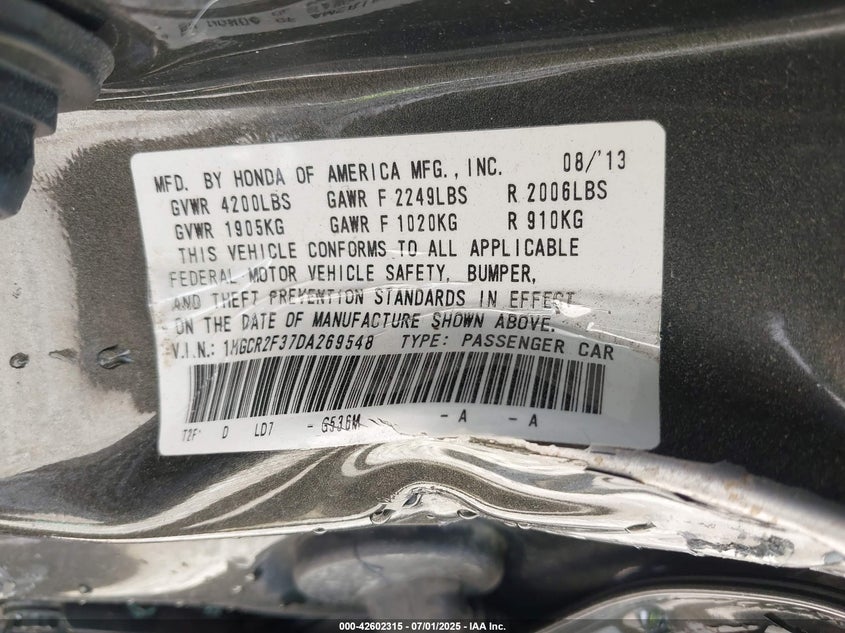 MFD. BY HONDA OF AMERICA MFG., INC. 08/'13
GVWR 4200LBS GAWR F 2249LBS R 2006LBS
GVWR 1905KG GAWR F 1020KG R 910KG
THIS VEHICLE CONFORMS TO ALL APPLICABLE
FEDERAL MOTOR VEHICLE SAFETY, BUMPER,
AND THEFT PREVENTION STANDARDS IN EFFECT
ON THE DATE OF MANUFACTURE SHOWN ABOVE.
V.I.N.: 1HGCR2F37DA269548 TYPE: PASSENGER CAR
D LD7 - G536M - A - A
000-42602315 / 07/01/2025 - IAA Inc.